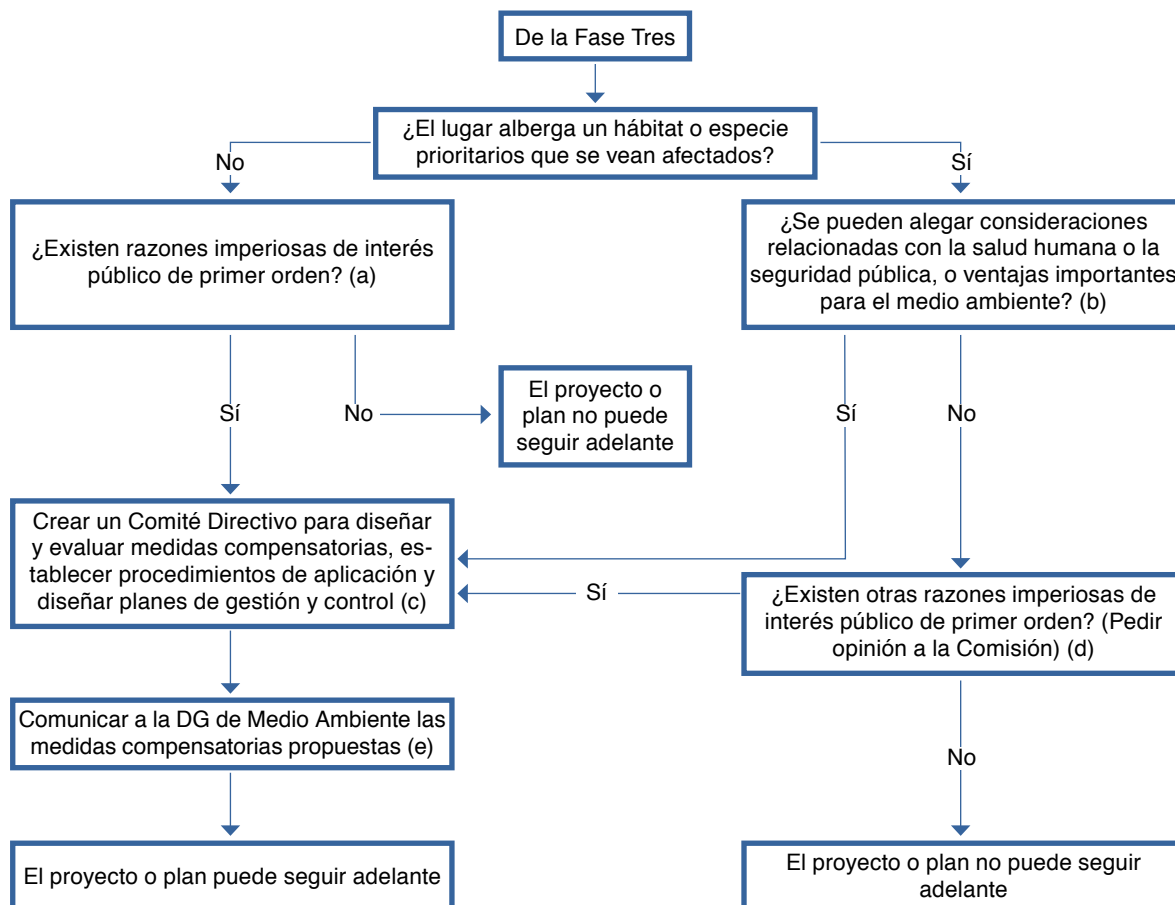 De la Fase Tres
¿El lugar alberga un hábitat o especie
prioritarios que se vean afectados?
No
Sí
¿Existen razones imperiosas de interés
público de primer orden? (a)
¿Se pueden alegar consideraciones
relacionadas con la salud humana o la
seguridad pública, o ventajas importantes
para el medio ambiente? (b)
Sí
No
El proyecto o
plan no puede
seguir adelante
Sí
No
Crear un Comité Directivo para diseñar
y evaluar medidas compensatorias, es-
tablecer procedimientos de aplicación y
diseñar planes de gestión y control (c)
Sí
¿Existen otras razones imperiosas de
interés público de primer orden? (Pedir
opinión a la Comisión) (d)
Comunicar a la DG de Medio Ambiente las
medidas compensatorias propuestas (e)
No
El proyecto o plan puede seguir adelante
El proyecto o plan no puede seguir
adelante